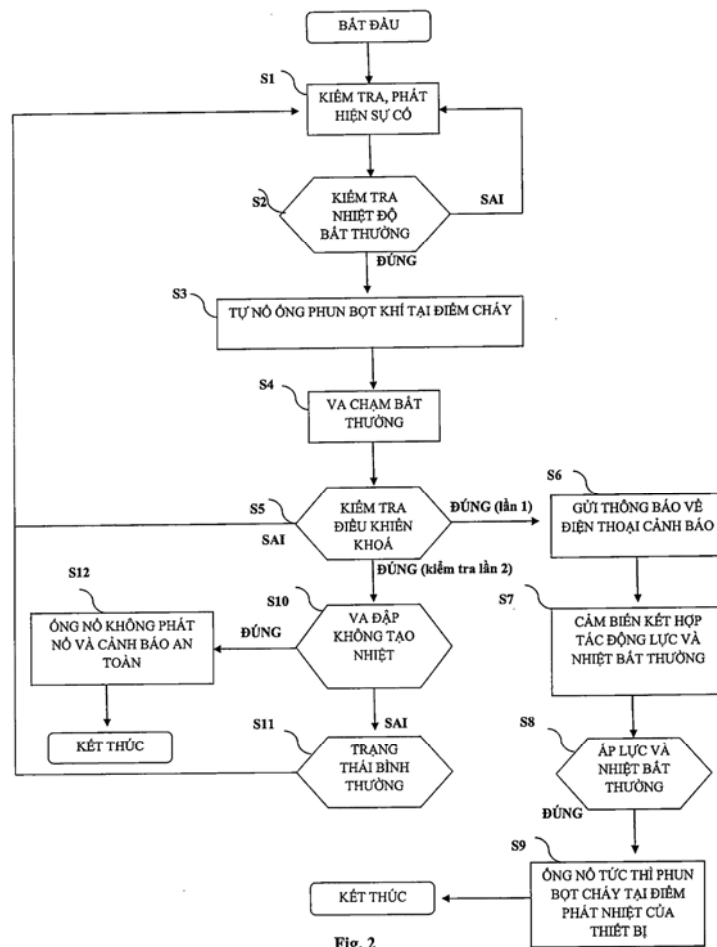 BẮT ĐẦU
S1
KIỂM TRA, PHÁT
HIỆN SỰ CỐ
S2
KIỂM TRA
NHIỆT ĐỘ
BẤT THƯỜNG
SAI
ĐÚNG
S3
TỰ NỔ ỐNG PHUN BỌT KHÍ TẠI ĐIỂM CHÁY
S4
VA CHẠM BẤT
THƯỜNG
S5
KIỂM TRA
ĐIỀU KHIỂN
KHOÁ
SAI
ĐÚNG (lần 1)
S6
GỬI THÔNG BÁO VỀ
ĐIỆN THOẠI CẢNH BÁO
ĐÚNG (kiểm tra lần 2)
S12
ỐNG NỔ KHÔNG PHÁT
NỔ VÀ CẢNH BÁO AN
TOÀN
ĐÚNG
S10
VA ĐẬP
KHÔNG TẠO
NHIỆT
S7
CẢM BIẾN KẾT HỢP
TÁC ĐỘNG LỰC VÀ
NHIỆT BẤT THƯỜNG
KẾT THÚC
SAI
S11
TRẠNG
THÁI BÌNH
THƯỜNG
S8
ÁP LỰC VÀ
NHIỆT BẤT
THƯỜNG
ĐÚNG
S9
ỐNG NỔ TỨC THÌ PHUN
BỌT CHÁY TẠI ĐIỂM
PHÁT NHIỆT CỦA
THIẾT BỊ
KẾT THÚC
Fig. 2